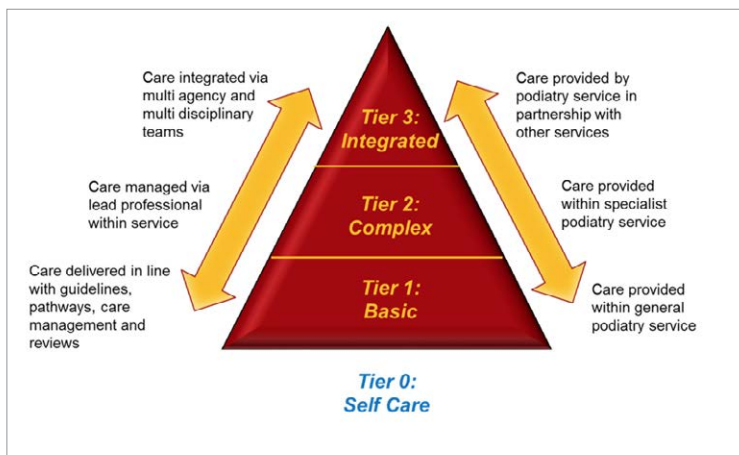 Care integrated via
multi agency and
multi disciplinary
teams
Care managed via
lead professional
within service
Care delivered in line
with guidelines,
pathways, care
management and
reviews
Tier 3:
Integrated
Tier 2:
Complex
Tier 1:
Basic
Tier 0:
Self Care
Care provided by
podiatry service in
partnership with
other services
Care provided
within specialist
podiatry service
Care provided
within general
podiatry service